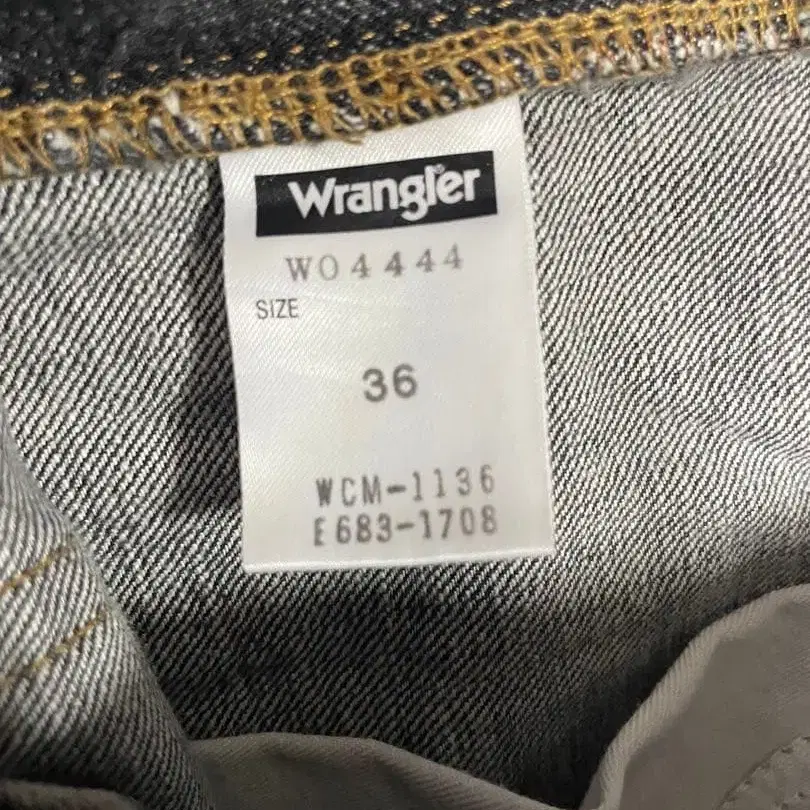 Wrangler
WO4444
SIZE
36
WCM-1136
E683-1708